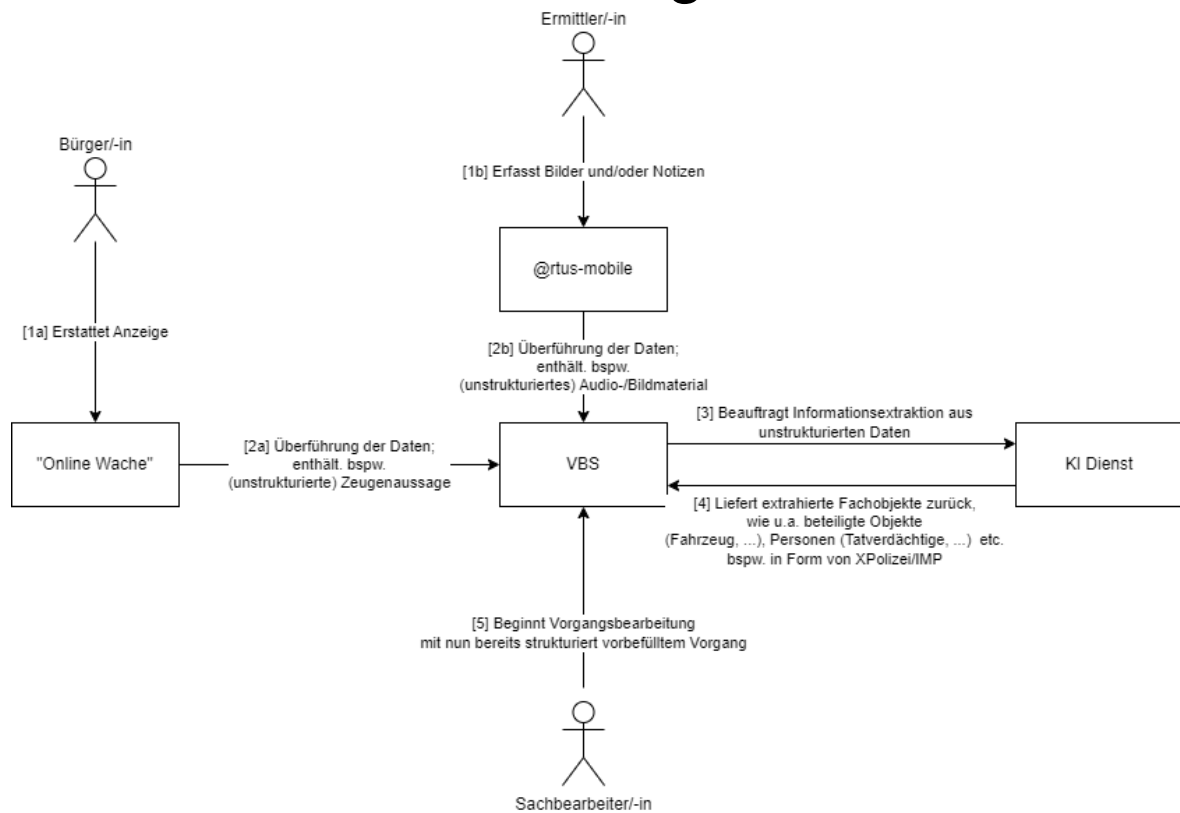 Ermittler/-in
Bürger/-in
[1b] Erfasst Bilder und/oder Notizen
@rtus-mobile
[1a] Erstattet Anzeige
[2b] Überführung der Daten;
enthält. bspw.
(unstrukturiertes) Audio-/Bildmaterial
"Online Wache"
[2a] Überführung der Daten;
enthält. bspw.
(unstrukturierte) Zeugenaussage
VBS
[3] Beauftragt Informationsextraktion aus
unstrukturierten Daten
KI Dienst
[4] Liefert extrahierte Fachobjekte zurück,
wie u.a. beteiligte Objekte
(Fahrzeug, ...), Personen (Tatverdächtige, ...) etc.
bspw. in Form von XPolizei/IMP
[5] Beginnt Vorgangsbearbeitung
mit nun bereits strukturiert vorbefülltem Vorgang
Sachbearbeiter/-in